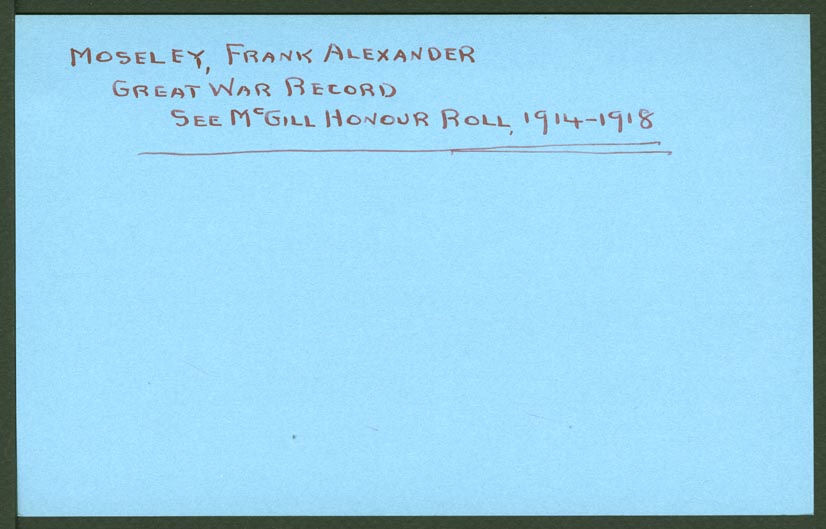 MOSELEY, FRANK ALEXANDER
GREAT WAR RECORD
SEE McGILL HONOUR ROLL, 1914-1918